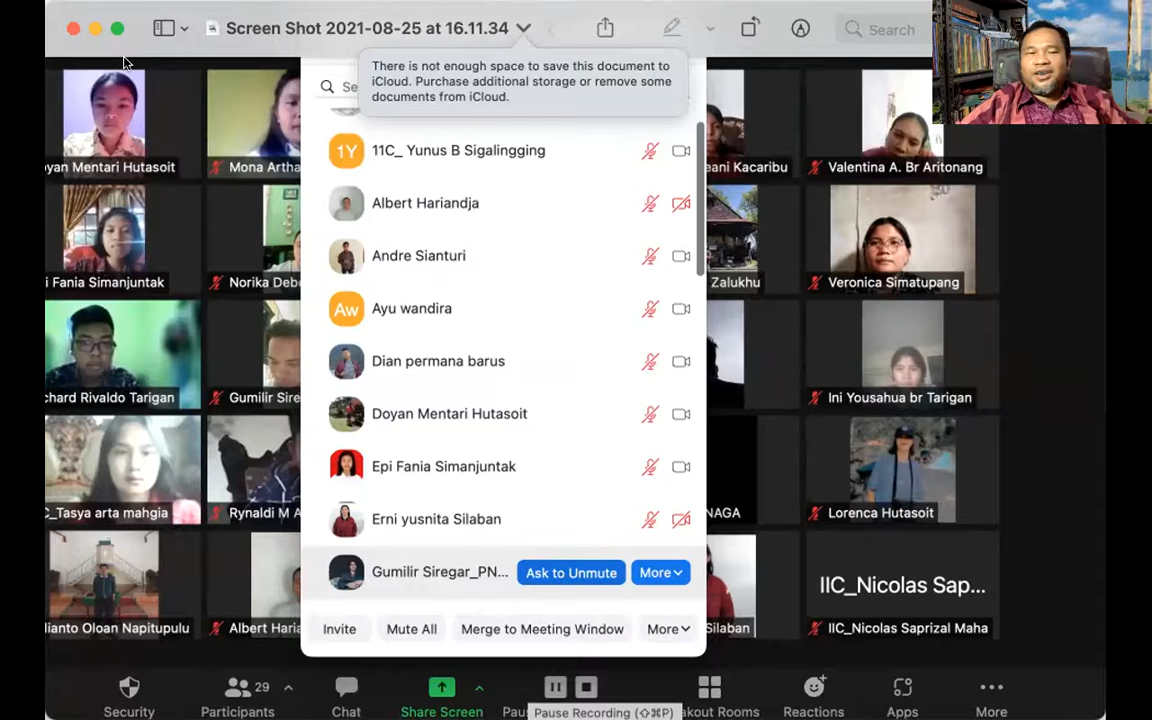 Screen Shot 2021-08-25 at 16.11.34
Search
There is not enough space to save this document to
iCloud. Purchase additional storage or remove some
documents from iCloud.
Se
11C_ Yunus B Sigalingging
Albert Hariandja
Andre Sianturi
Aw Ayu wandira
Dian permana barus
Doyan Mentari Hutasoit
Epi Fania Simanjuntak
Erni yusnita Silaban
Gumilir Siregar_PN... Ask to Unmute More
Invite Mute All Merge to Meeting Window More
1Y
yan Mentari Hutasoit
Mona Artha
eani Kacaribu
Valentina A. Br Aritonang
i Fania Simanjuntak
Norika Deb
Zalukhu
Veronica Simatupang
chard Rivaldo Tarigan
Gumilir Sire
Ini Yousahua br Tarigan
C_Tasya arta mahgia
Rynaldi M A
NAGA
Lorenca Hutasoit
IIC_Nicolas Sap...
lianto Oloan Napitupulu
Albert Haria
Silaban
IIC_Nicolas Saprizal Maha
Security
Participants 29
Chat
Share Screen
Pau
Pause Recording (⇧⌘P)
akout Rooms
Reactions
Apps
More